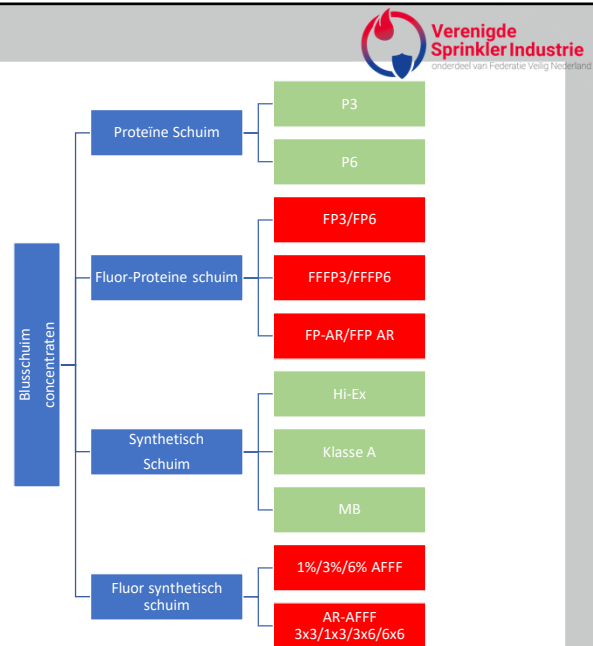 Verenigde
Sprinkler Industrie
onderdeel van Federatie Veilig Nederland
Blusschuim
concentraten
Proteïne Schuim
P3
P6
Fluor-Proteine schuim
FP3/FP6
FFFP3/FFFP6
FP-AR/FFP AR
Synthetisch
Schuim
Hi-Ex
Klasse A
MB
Fluor synthetisch
schuim
1%/3%/6% AFFF
AR-AFFF
3x3/1x3/3x6/6x6